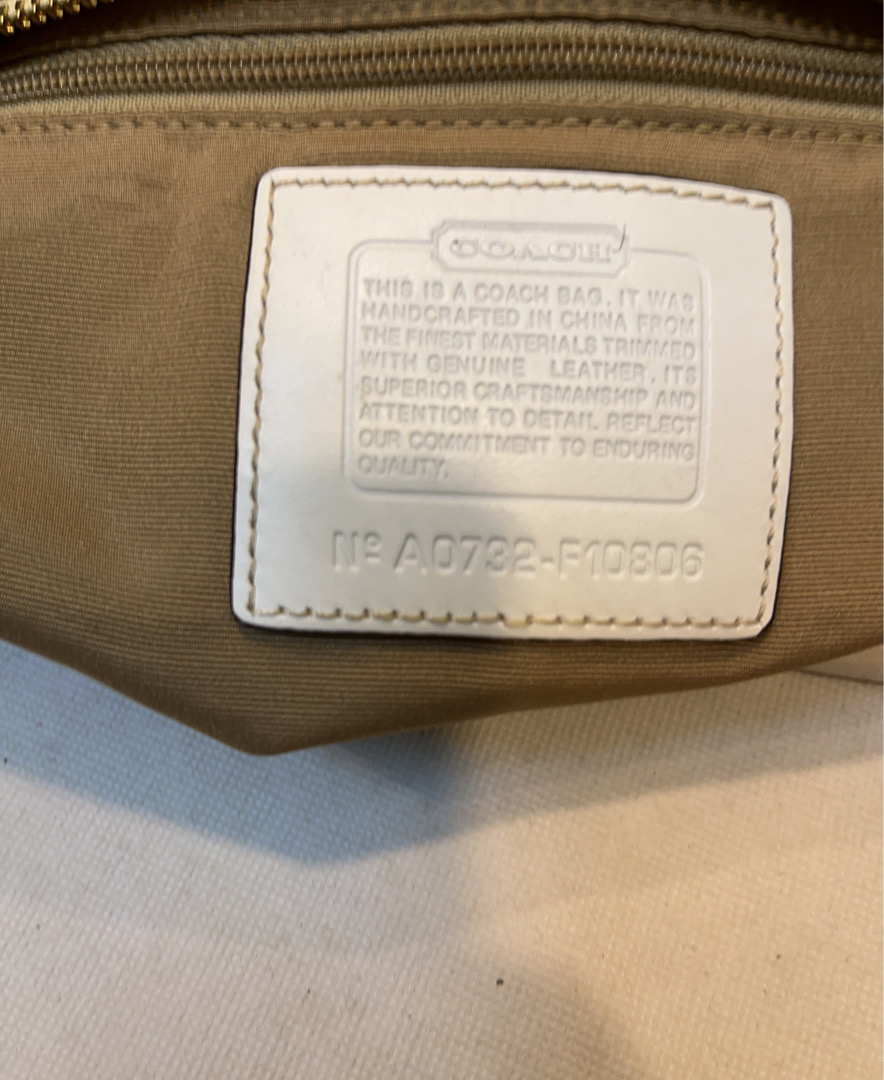 COACH
THIS IS A COACH BAG. IT WAS
HANDCRAFTED IN CHINA FROM
THE FINEST MATERIALS TRIMMED
WITH GENUINE LEATHER. ITS
SUPERIOR CRAFTSMANSHIP AND
ATTENTION TO DETAIL REFLECT
OUR COMMITMENT TO ENDURING
QUALITY.
Nº A0732-F10806